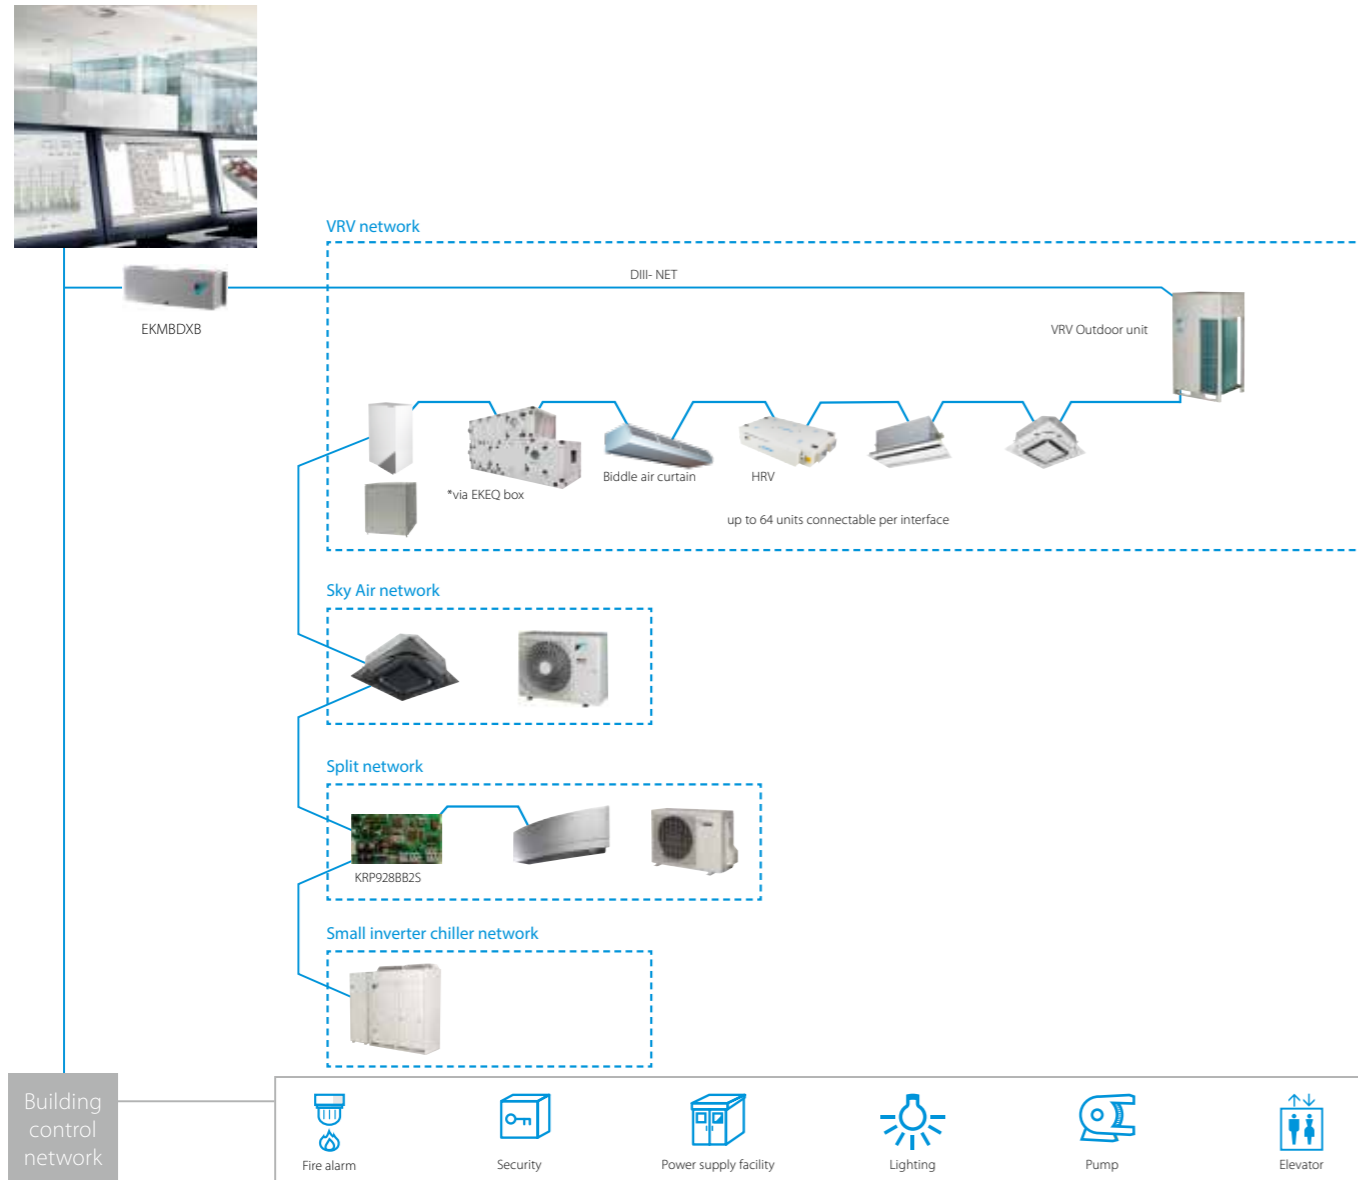 VRV network
DIII- NET
EKMBDXB
VRV Outdoor unit
Biddle air curtain
HRV
*via EKEQ box
up to 64 units connectable per interface
Sky Air network
Split network
KRP928BB2S
Small inverter chiller network
Building
control
network
Fire alarm
Security
Power supply facility
Lighting
Pump
Elevator